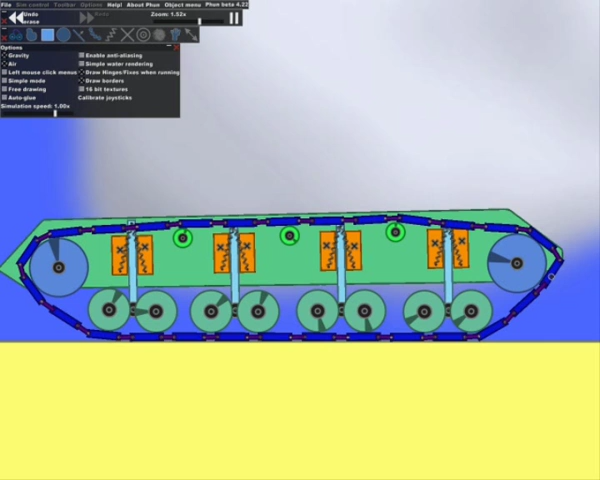 File Sim control Toolbar Options Help! About Phun Object menu Phun beta 4.22
Undo Redo Zoom: 1.52x
erase
Options
Gravity Enable anti-aliasing
Air Simple water rendering
Left mouse click menus Draw Hinges/Fixes when running
Simple mode Draw borders
Free drawing 16 bit textures
Auto-glue Calibrate joysticks
Simulation speed: 1.00x